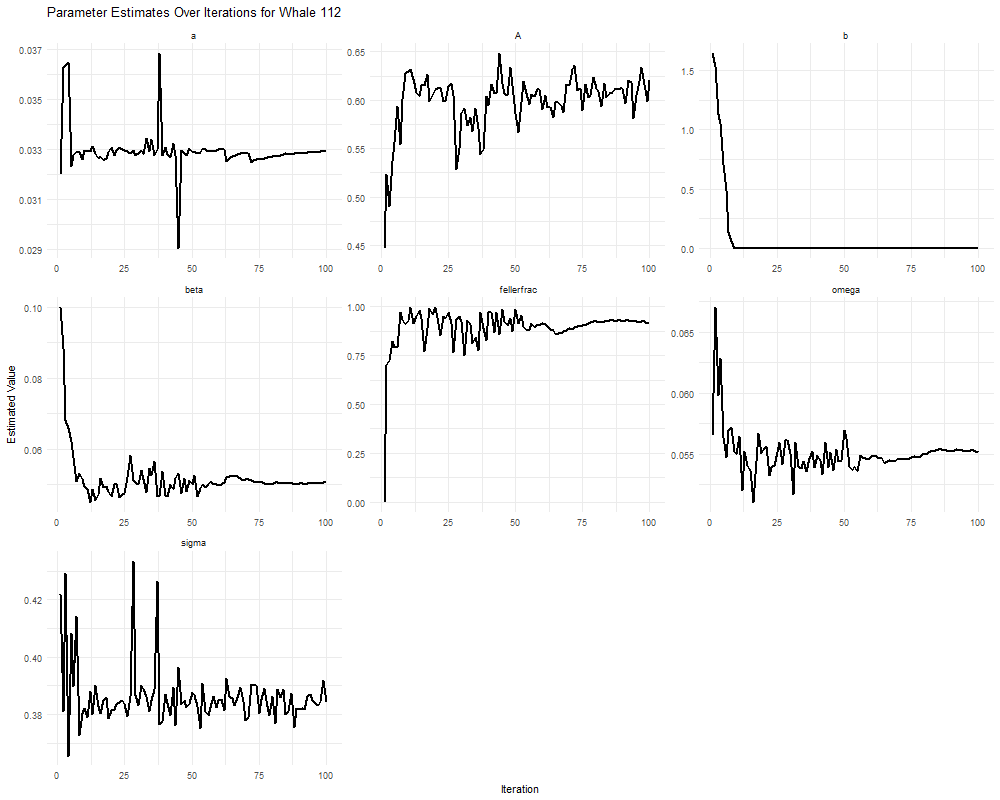 Parameter Estimates Over Iterations for Whale 112
a
A
b
0.037
0.035
0.033
0.031
0.029
0 25 50 75 100
0.65
0.60
0.55
0.50
0.45
0 25 50 75 100
1.5
1.0
0.5
0.0
0 25 50 75 100
beta
fellerfrac
omega
0.10
0.08
0.06
0 25 50 75 100
1.00
0.75
0.50
0.25
0.00
0 25 50 75 100
0.065
0.060
0.055
0 25 50 75 100
sigma
0.42
0.40
0.38
0 25 50 75 100
Estimated Value
Iteration